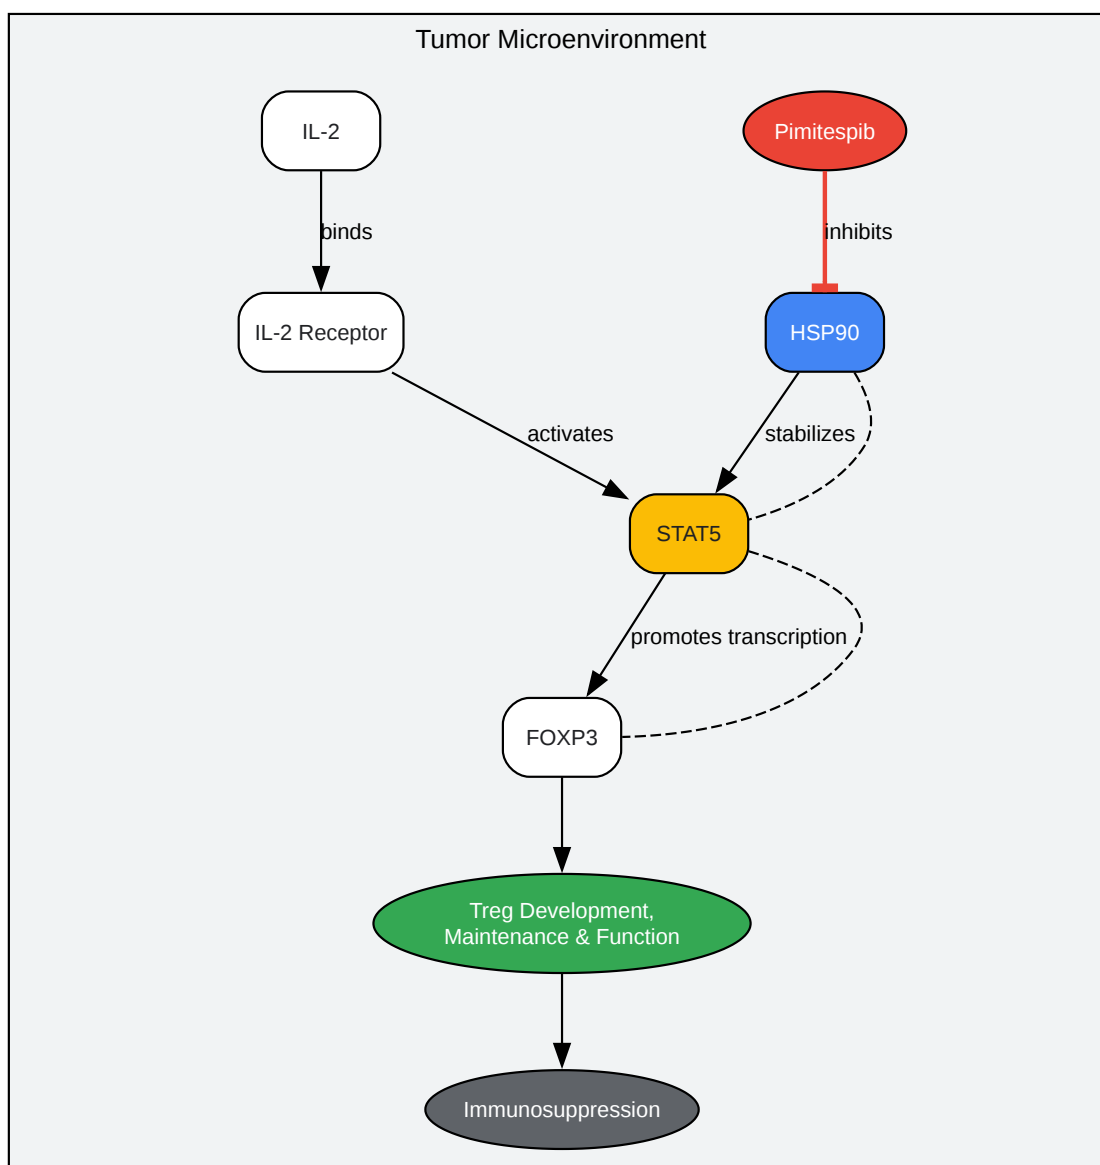 Tumor Microenvironment
IL-2
Pimitespib
binds
inhibits
IL-2 Receptor
HSP90
activates
stabilizes
STAT5
promotes transcription
FOXP3
Treg Development,
Maintenance & Function
Immunosuppression